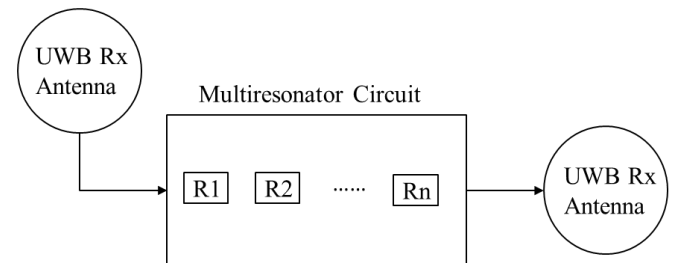 UWB Rx
Antenna
Multiresonator Circuit
R1 R2 ...... Rn
UWB Rx
Antenna